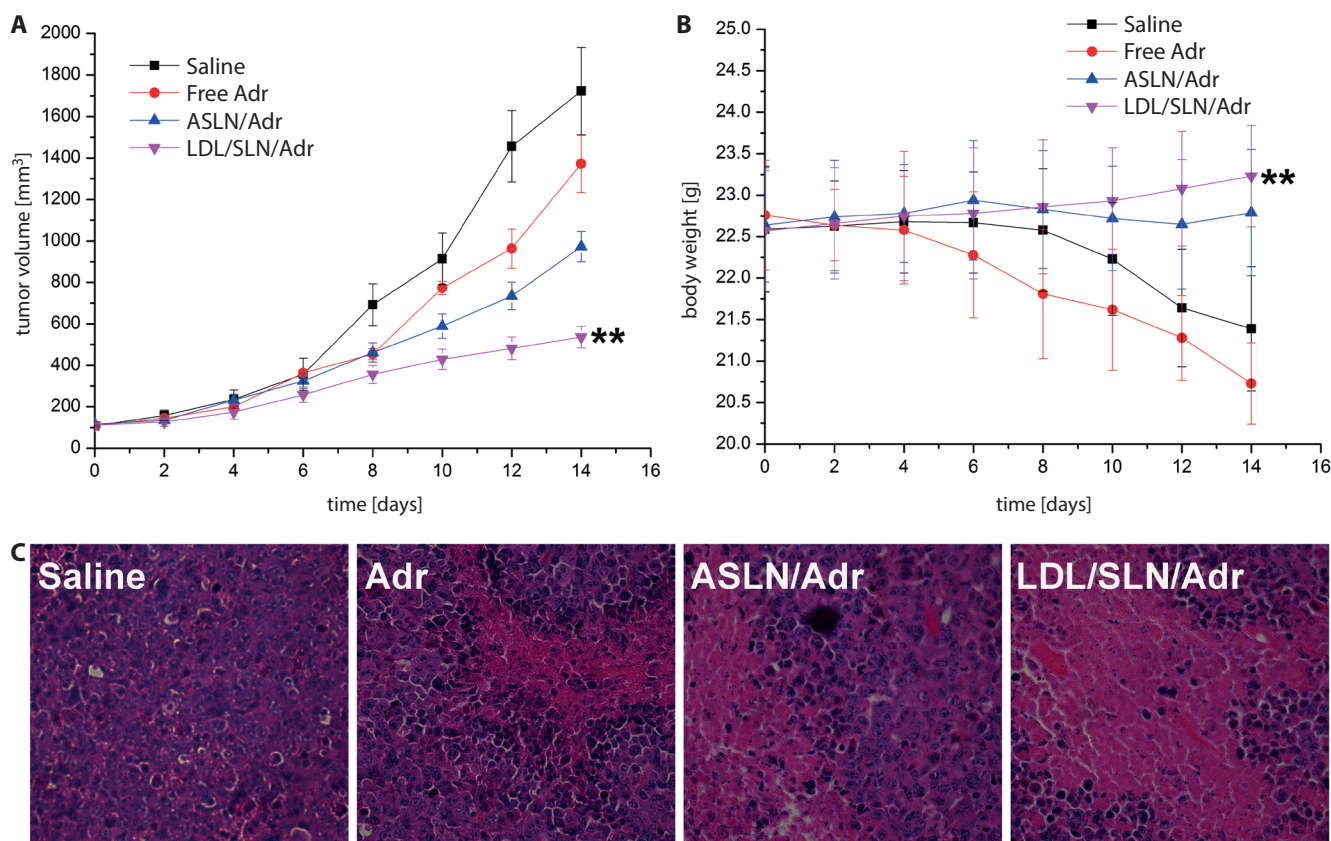 A
tumor volume [mm³]
2000
1800
1600
1400
1200
1000
800
600
400
200
0
0 2 4 6 8 10 12 14 16
time [days]
Saline
Free Adr
ASLN/Adr
LDL/SLN/Adr
**
B
body weight [g]
25.0
24.5
24.0
23.5
23.0
22.5
22.0
21.5
21.0
20.5
20.0
0 2 4 6 8 10 12 14 16
time [days]
Saline
Free Adr
ASLN/Adr
LDL/SLN/Adr
**
C
Saline
Adr
ASLN/Adr
LDL/SLN/Adr